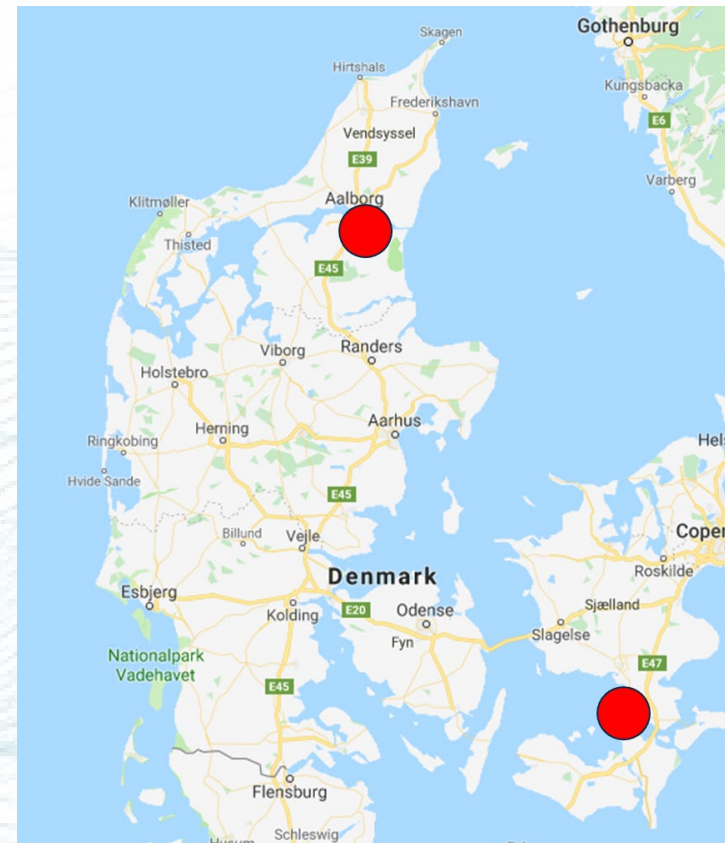 Skagen
Gothenburg
Hirtshals
Kungsbacka
Frederikshavn
E6
Vendsyssel
E39
Varberg
Klitmøller
Aalborg
Thisted
E45
Viborg
Randers
Holstebro
Aarhus
Herning
Ringkobing
Hels
Hvide Sande
E45
Billund
Vejle
Coper
Denmark
Roskilde
Esbjerg
Kolding
E20
Odense
Sjælland
Fyn
Slagelse
Nationalpark
Vadehavet
E47
E45
Flensburg
Schleswig
Husum